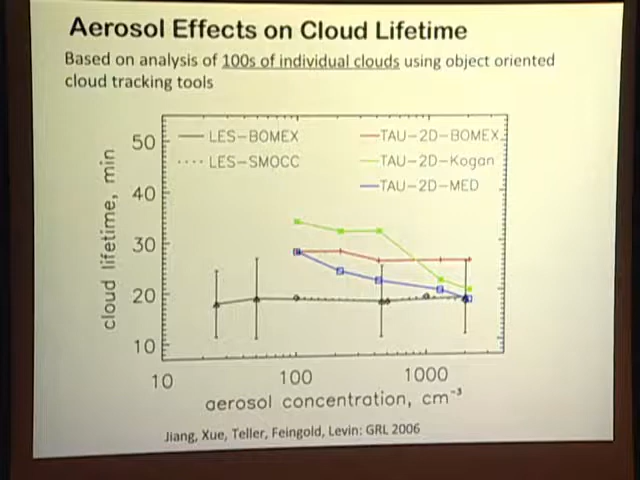 Aerosol Effects on Cloud Lifetime
Based on analysis of 100s of individual clouds using object oriented
cloud tracking tools
LES-BOMEX
LES-SMOCC
TAU-2D-BOMEX
TAU-2D-Kogan
TAU-2D-MED
cloud lifetime, min
50
40
30
20
10
10 100 1000
aerosol concentration, cm⁻³
Jiang, Xue, Teller, Feingold, Levin: GRL 2006